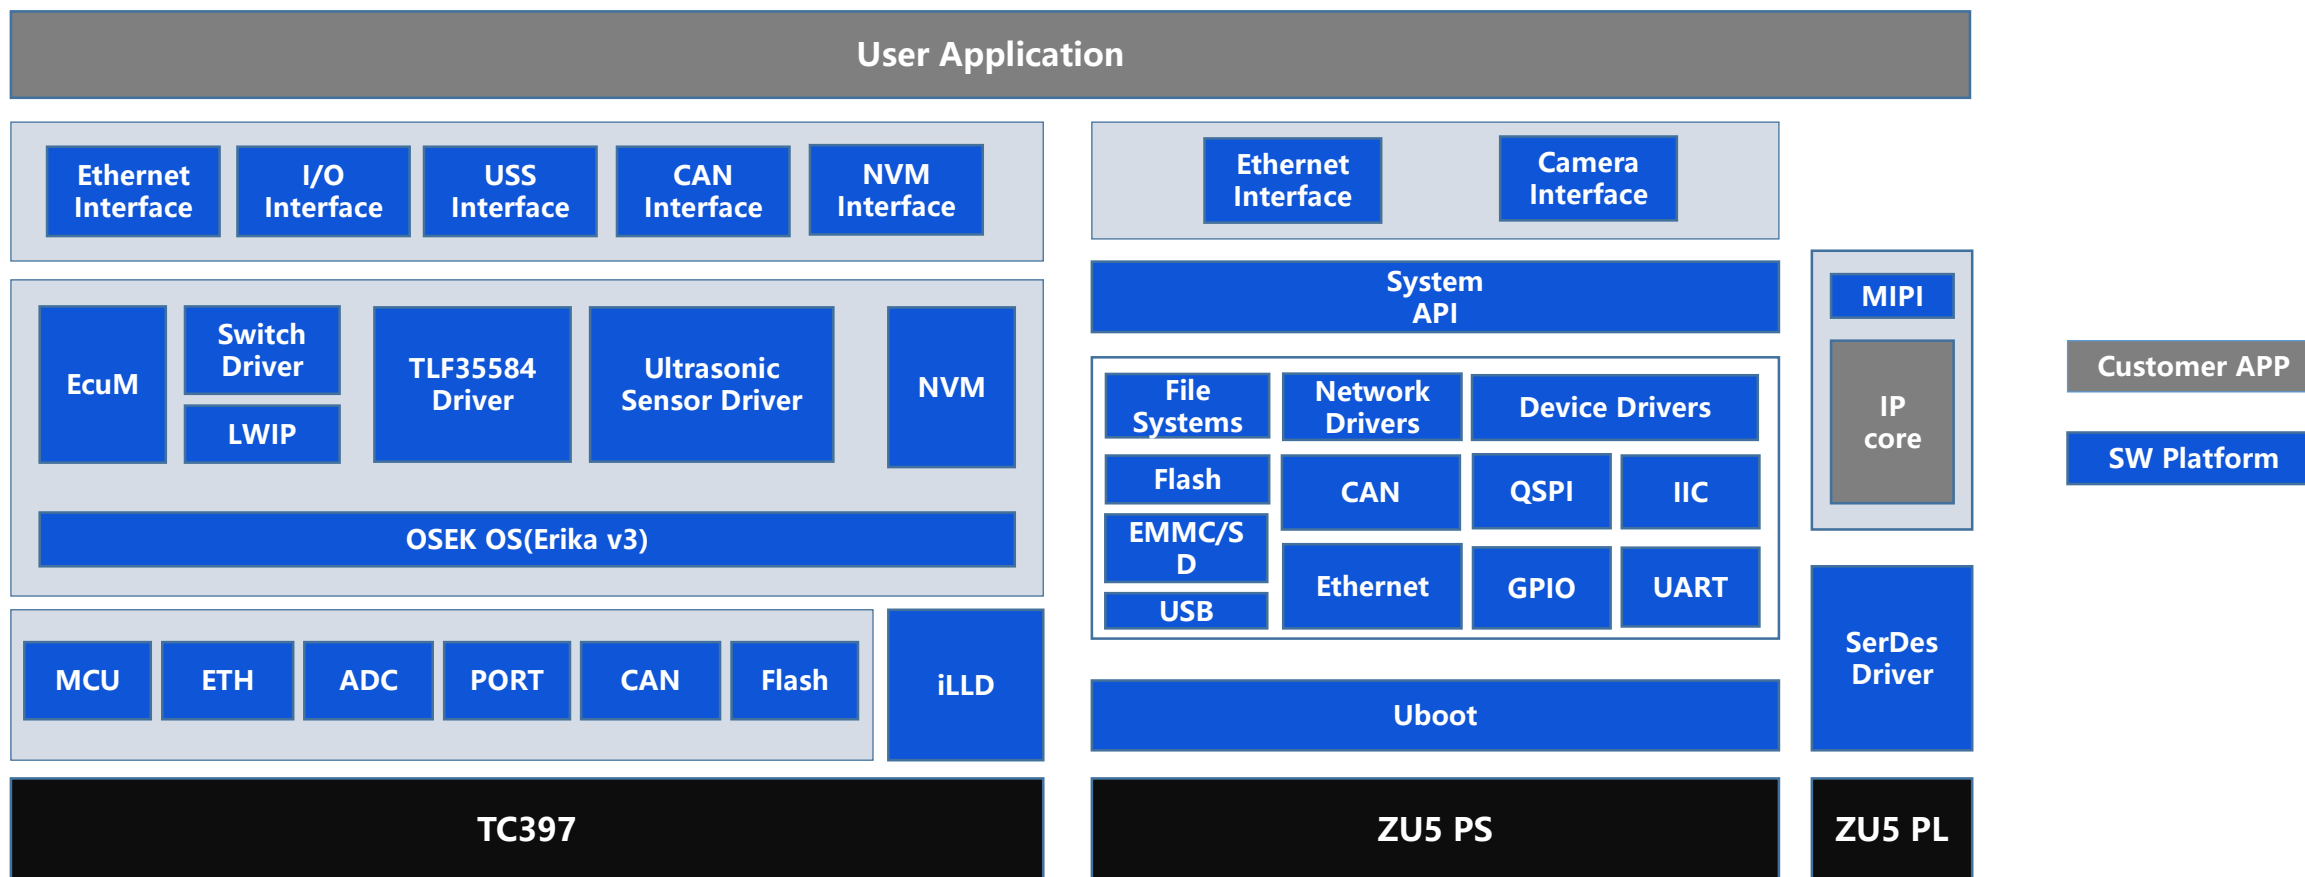 User Application
Ethernet
Interface
I/O
Interface
USS
Interface
CAN
Interface
NVM
Interface
EcuM
Switch
Driver
LWIP
TLF35584
Driver
Ultrasonic
Sensor Driver
NVM
OSEK OS(Erika v3)
MCU
ETH
ADC
PORT
CAN
Flash
iLLD
TC397
Ethernet
Interface
Camera
Interface
System
API
File
Systems
Network
Drivers
Device Drivers
Flash
EMMC/S
D
USB
CAN
Ethernet
QSPI
IIC
GPIO
UART
Uboot
ZU5 PS
MIPI
IP
core
SerDes
Driver
ZU5 PL
Customer APP
SW Platform